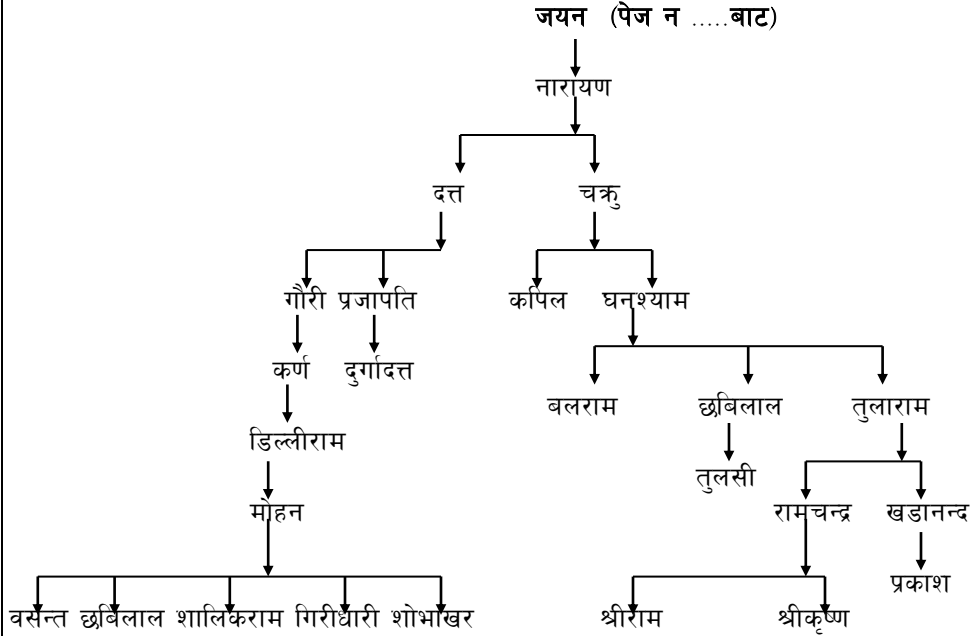 जयन (पेज न .....बाट)
नारायण
दत्त चक्रु
गौरी प्रजापति कपिल घनश्याम
कर्ण दुर्गादत्त
बलराम छबिलाल तुलाराम
डिल्लीराम
तुलसी
मोहन रामचन्द्र खडानन्द
प्रकाश
वसन्त छबिलाल शालिकराम गिरीधारी शोभाखर श्रीराम श्रीकृष्ण